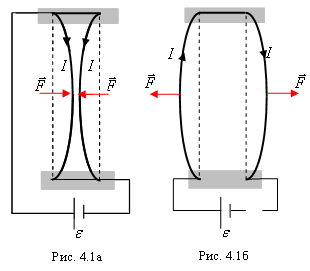 I I
F⃗ F⃗
ε
Рис. 4.1а
I I
F⃗ F⃗
ε
Рис. 4.1б